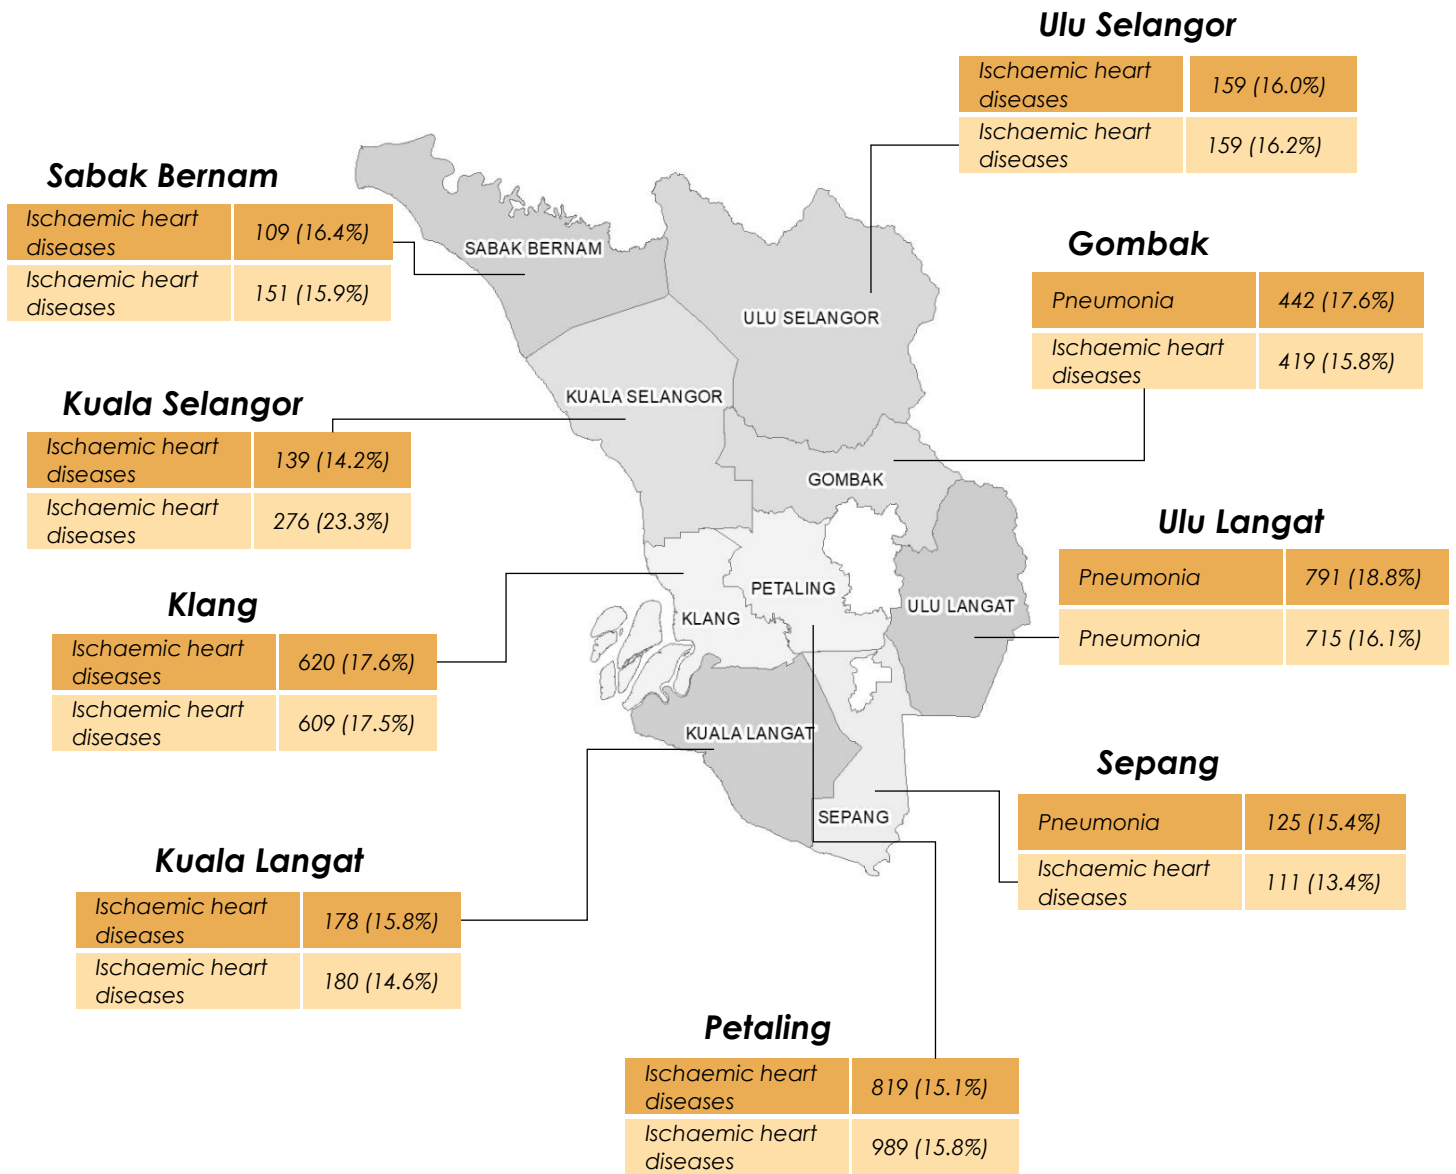 Ulu Selangor
Ischaemic heart
diseases
159 (16.0%)
Ischaemic heart
diseases
159 (16.2%)
Sabak Bernam
Ischaemic heart
diseases
109 (16.4%)
Ischaemic heart
diseases
151 (15.9%)
Gombak
Pneumonia
442 (17.6%)
Ischaemic heart
diseases
419 (15.8%)
Kuala Selangor
Ischaemic heart
diseases
139 (14.2%)
Ischaemic heart
diseases
276 (23.3%)
Ulu Langat
Pneumonia
791 (18.8%)
Pneumonia
715 (16.1%)
Klang
Ischaemic heart
diseases
620 (17.6%)
Ischaemic heart
diseases
609 (17.5%)
Sepang
Pneumonia
125 (15.4%)
Ischaemic heart
diseases
111 (13.4%)
Kuala Langat
Ischaemic heart
diseases
178 (15.8%)
Ischaemic heart
diseases
180 (14.6%)
Petaling
Ischaemic heart
diseases
819 (15.1%)
Ischaemic heart
diseases
989 (15.8%)
SABAK BERNAM
ULU SELANGOR
KUALA SELANGOR
GOMBAK
PETALING
KLANG
ULU LANGAT
KUALA LANGAT
SEPANG